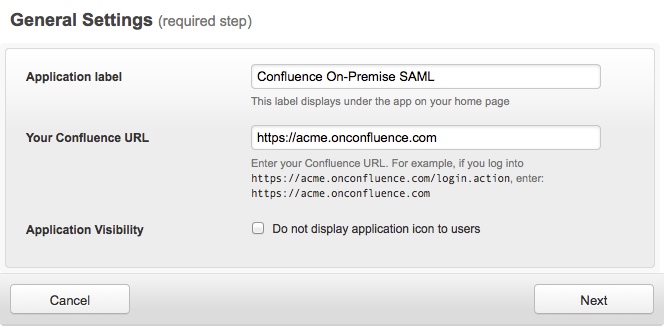 General Settings (required step)
Application label
Confluence On-Premise SAML
This label displays under the app on your home page
Your Confluence URL
https://acme.onconfluence.com
Enter your Confluence URL. For example, if you log into
https://acme.onconfluence.com/login.action, enter:
https://acme.onconfluence.com
Application Visibility
Do not display application icon to users
Cancel
Next